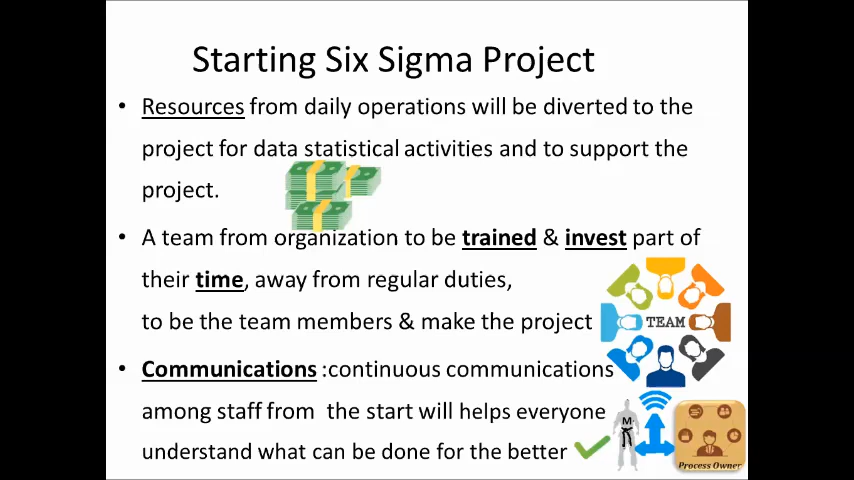 Starting Six Sigma Project
• Resources from daily operations will be diverted to the
project for data statistical activities and to support the
project.
• A team from organization to be trained & invest part of
their time, away from regular duties,
to be the team members & make the project
TEAM
• Communications :continuous communications
among staff from the start will helps everyone
understand what can be done for the better
M
Process Owner